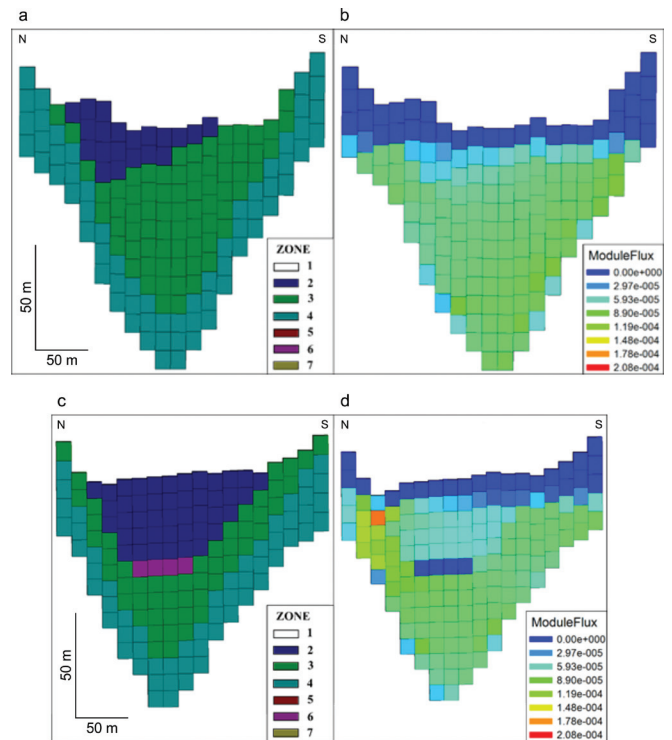 a
b
N
S
N
S
50 m
50 m
ZONE
1
2
3
4
5
6
7
ModuleFlux
0.00e+000
2.97e-005
5.93e-005
8.90e-005
1.19e-004
1.48e-004
1.78e-004
2.08e-004
c
d
N
S
N
S
50 m
50 m
ZONE
1
2
3
4
5
6
7
ModuleFlux
0.00e+000
2.97e-005
5.93e-005
8.90e-005
1.19e-004
1.48e-004
1.78e-004
2.08e-004